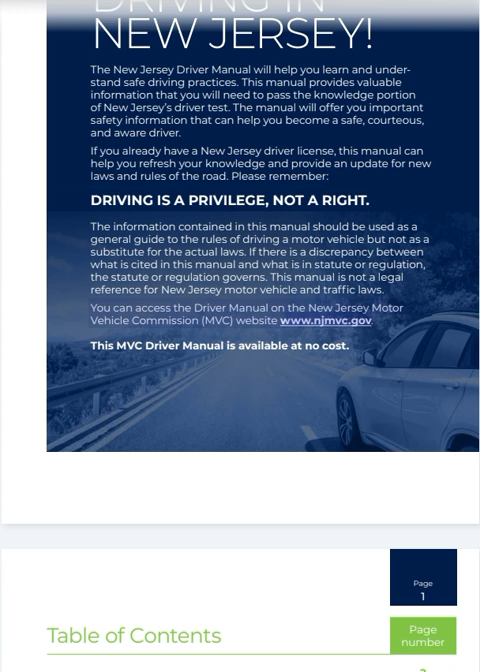 DRIVING IN
NEW JERSEY!
The New Jersey Driver Manual will help you learn and under-
stand safe driving practices. This manual provides valuable
information that you will need to pass the knowledge portion
of New Jersey's driver test. The manual will offer you important
safety information that can help you become a safe, courteous,
and aware driver.
If you already have a New Jersey driver license, this manual can
help you refresh your knowledge and provide an update for new
laws and rules of the road. Please remember:
DRIVING IS A PRIVILEGE, NOT A RIGHT.
The information contained in this manual should be used as a
general guide to the rules of driving a motor vehicle but not as a
substitute for the actual laws. If there is a discrepancy between
what is cited in this manual and what is in statute or regulation,
the statute or regulation governs. This manual is not a legal
reference for New Jersey motor vehicle and traffic laws.
You can access the Driver Manual on the New Jersey Motor
Vehicle Commission (MVC) website www.njmvc.gov.
This MVC Driver Manual is available at no cost.
Page
1
Table of Contents
Page
number